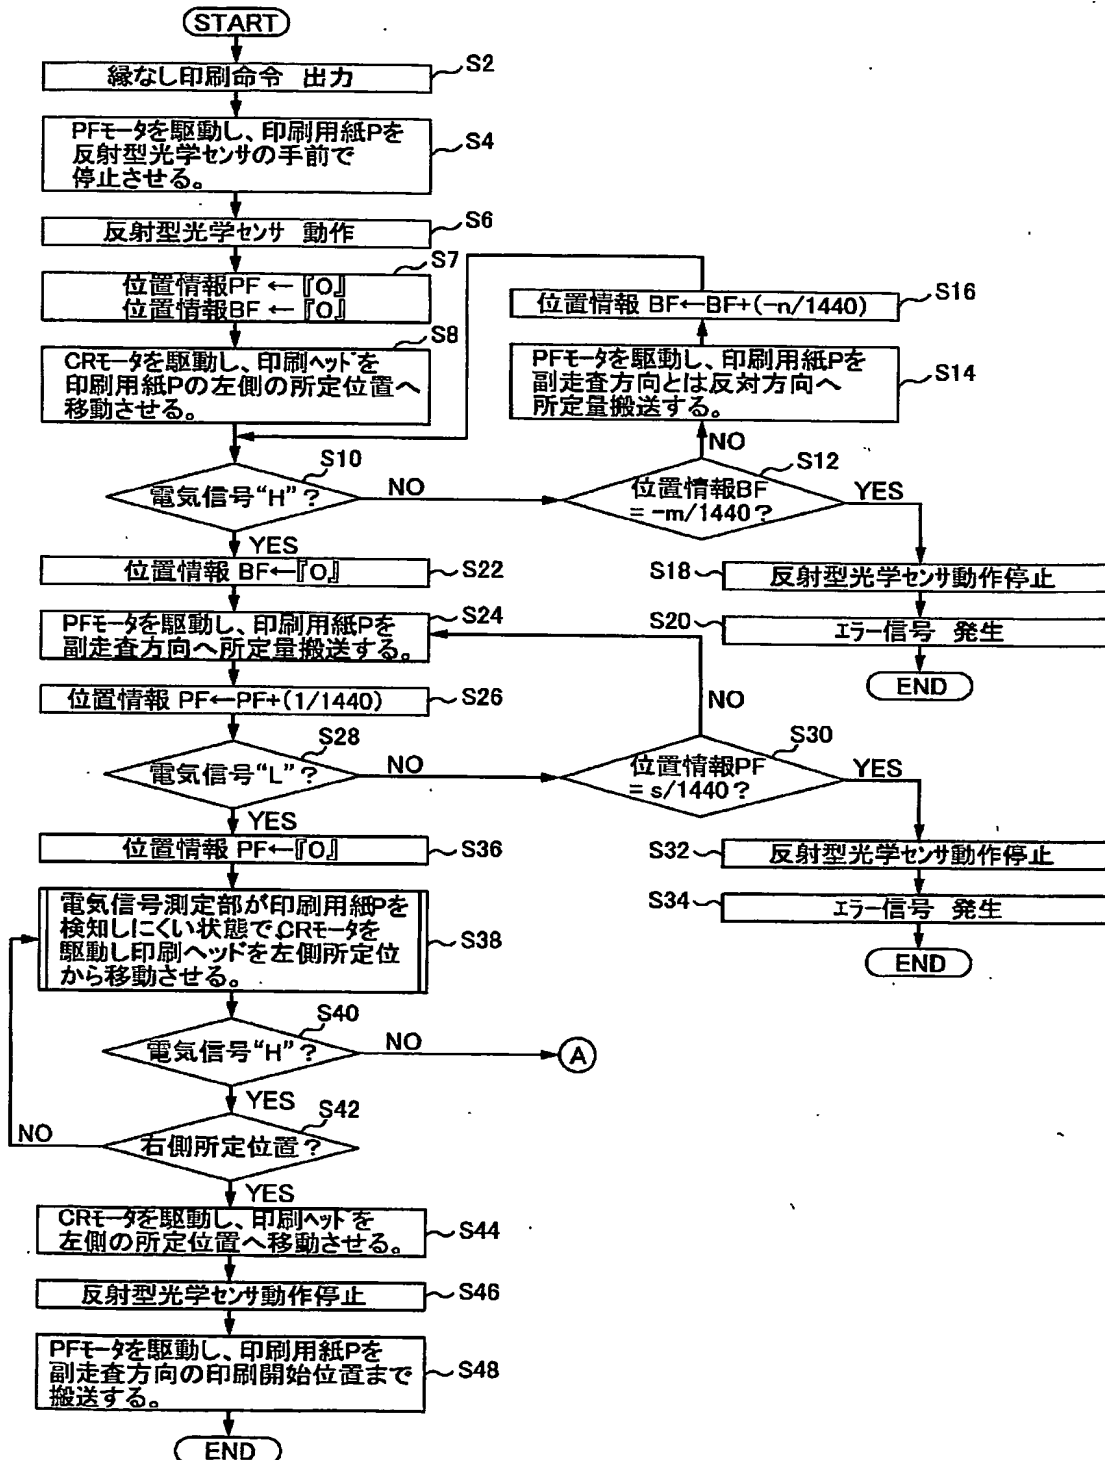 START
縁なし印刷命令 出力
S2
PFモータを駆動し、印刷用紙Pを
反射型光学センサの手前で
停止させる。
S4
反射型光学センサ 動作
S6
S7
位置情報PF ← 『0』
位置情報BF ← 『0』
S8
CRモータを駆動し、印刷ヘッドを
印刷用紙Pの左側の所定位置へ
移動させる。
位置情報 BF←BF+(−n/1440)
S16
PFモータを駆動し、印刷用紙Pを
副走査方向とは反対方向へ
所定量搬送する。
S14
NO
S10
電気信号“H”？
NO
S12
位置情報BF
= −m/1440？
YES
YES
位置情報 BF←『0』
S22
S18
反射型光学センサ動作停止
PFモータを駆動し、印刷用紙Pを
副走査方向へ所定量搬送する。
S24
S20
エラー信号 発生
END
位置情報 PF←PF+(1/1440)
S26
NO
S28
電気信号“L”？
NO
S30
位置情報PF
= s/1440？
YES
YES
位置情報 PF←『0』
S36
S32
反射型光学センサ動作停止
S34
エラー信号 発生
END
電気信号測定部が印刷用紙Pを
検知しにくい状態でCRモータを
駆動し印刷ヘッドを左側所定位
から移動させる。
S38
S40
電気信号“H”？
NO
A
YES
S42
右側所定位置？
NO
YES
CRモータを駆動し、印刷ヘッドを
左側の所定位置へ移動させる。
S44
反射型光学センサ動作停止
S46
PFモータを駆動し、印刷用紙Pを
副走査方向の印刷開始位置まで
搬送する。
S48
END